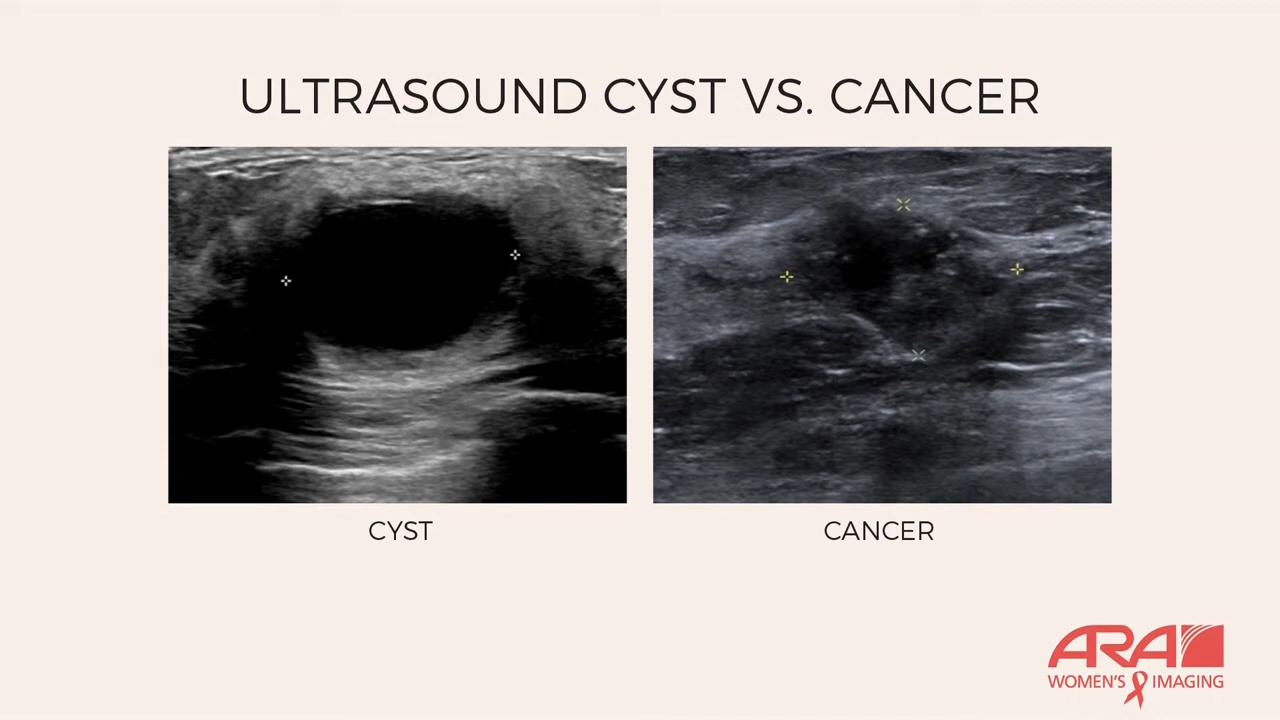 ULTRASOUND CYST VS. CANCER
CYST
CANCER
ARA
WOMEN'S IMAGING